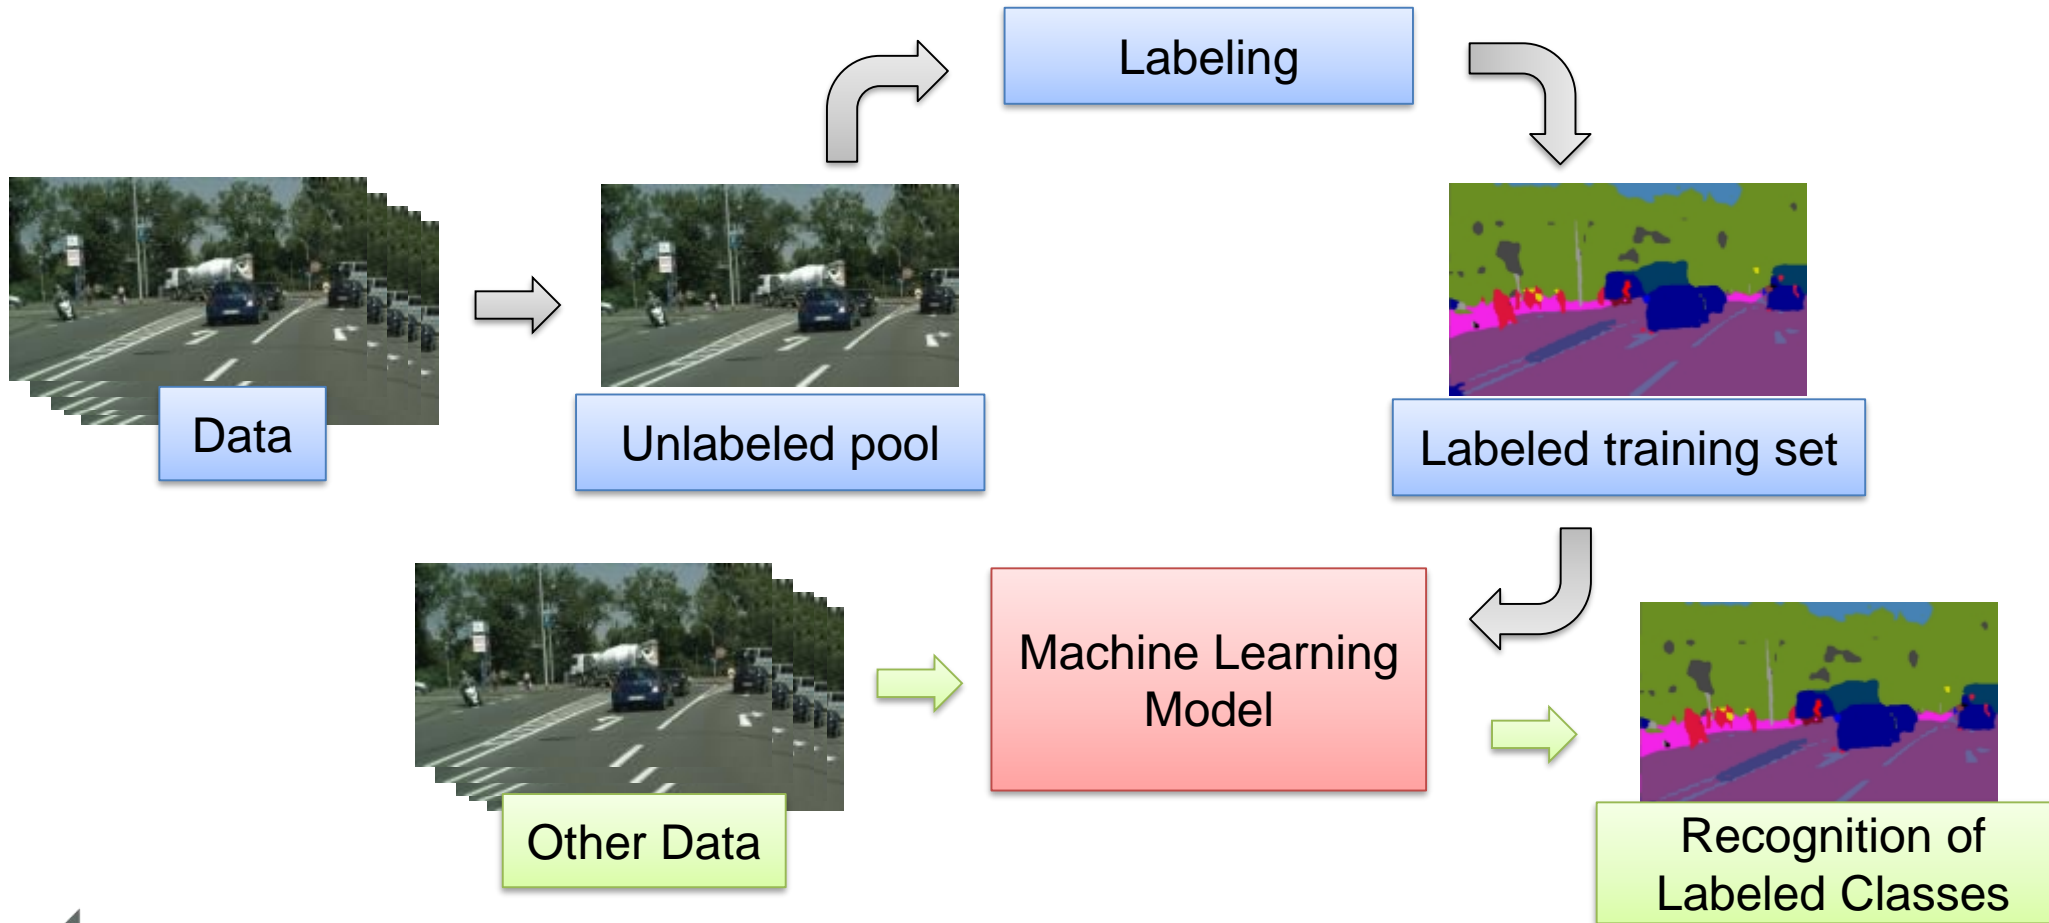 Labeling
Data
Unlabeled pool
Labeled training set
Machine Learning
Model
Other Data
Recognition of
Labeled Classes